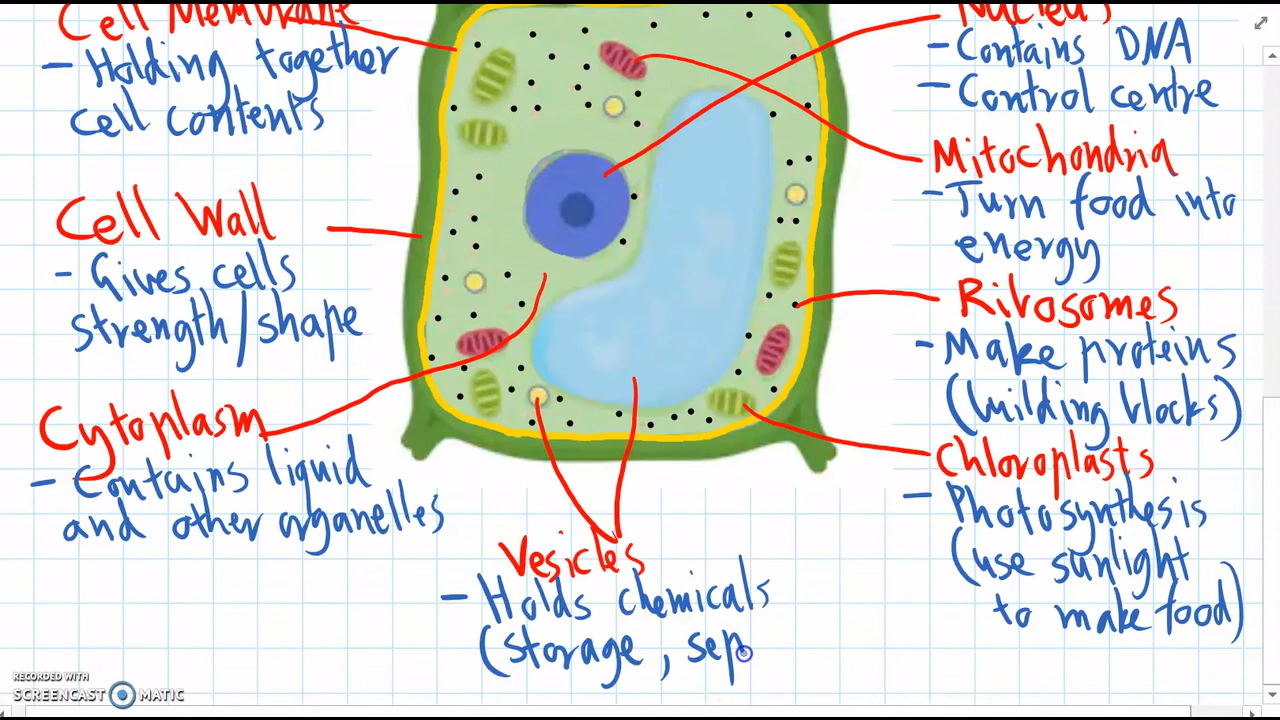 Cell Membrane
- Holding together
cell contents
Cell Wall
- Gives cells
strength/shape
Cytoplasm
- Contains liquid
and other organelles
Vesicles
- Holds chemicals
(storage, sep
Nucleus
- Contains DNA
- Control centre
Mitochondria
- Turn food into
energy
Ribosomes
- Make proteins
(building blocks)
Chloroplasts
- Photosynthesis
(use sunlight
to make food)
RECORDED WITH
SCREENCAST MATIC